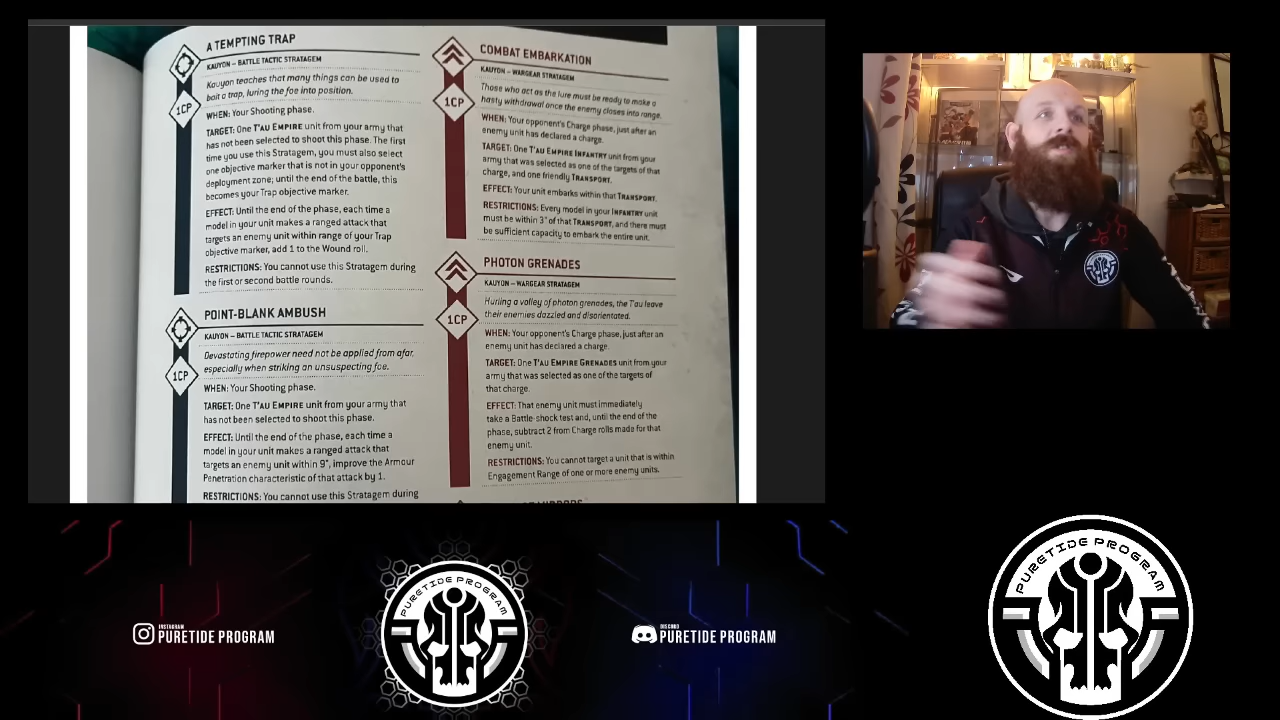 A TEMPTING TRAP
KAUYON – BATTLE TACTIC STRATAGEM
Kauyon teaches that many things can be used to
bait a trap, luring the foe into position.
1CP
WHEN: Your Shooting phase.
TARGET: One T'AU EMPIRE unit from your army that
has not been selected to shoot this phase. The first
time you use this Stratagem, you must also select
one objective marker that is not in your opponent's
deployment zone; until the end of the battle, this
becomes your Trap objective marker.
EFFECT: Until the end of the phase, each time a
model in your unit makes a ranged attack that
targets an enemy unit within range of your Trap
objective marker, add 1 to the Wound roll.
RESTRICTIONS: You cannot use this Stratagem during
the first or second battle rounds.
POINT-BLANK AMBUSH
KAUYON – BATTLE TACTIC STRATAGEM
Devastating firepower need not be applied from afar,
especially when striking an unsuspecting foe.
1CP
WHEN: Your Shooting phase.
TARGET: One T'AU EMPIRE unit from your army that
has not been selected to shoot this phase.
EFFECT: Until the end of the phase, each time a
model in your unit makes a ranged attack that
targets an enemy unit within 9", improve the Armour
Penetration characteristic of that attack by 1.
RESTRICTIONS: You cannot use this Stratagem during
COMBAT EMBARKATION
KAUYON – WARGEAR STRATAGEM
Those who act as the lure must be ready to make a
hasty withdrawal once the enemy closes into range.
1CP
WHEN: Your opponent's Charge phase, just after an
enemy unit has declared a charge.
TARGET: One T'AU EMPIRE INFANTRY unit from your
army that was selected as one of the targets of that
charge, and one friendly TRANSPORT.
EFFECT: Your unit embarks within that TRANSPORT.
RESTRICTIONS: Every model in your INFANTRY unit
must be within 3" of that TRANSPORT, and there must
be sufficient capacity to embark the entire unit.
PHOTON GRENADES
KAUYON – WARGEAR STRATAGEM
Hurling a volley of photon grenades, the T'au leave
their enemies dazzled and disorientated.
1CP
WHEN: Your opponent's Charge phase, just after an
enemy unit has declared a charge.
TARGET: One T'AU EMPIRE GRENADES unit from your
army that was selected as one of the targets of
that charge.
EFFECT: That enemy unit must immediately
take a Battle-shock test and, until the end of the
phase, subtract 2 from Charge rolls made for that
enemy unit.
RESTRICTIONS: You cannot target a unit that is within
Engagement Range of one or more enemy units.
INSTAGRAM
PURETIDE PROGRAM
PURETIDE PROGRAM
DISCORD
PURETIDE PROGRAM
PURETIDE PROGRAM